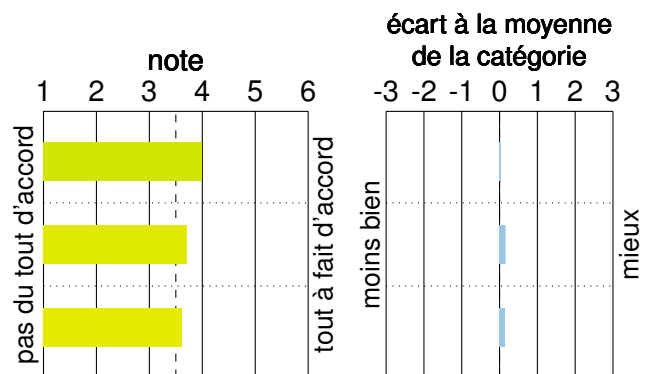 note
1 2 3 4 5 6
pas du tout d'accord
tout à fait d'accord
écart à la moyenne
de la catégorie
-3 -2 -1 0 1 2 3
moins bien
mieux